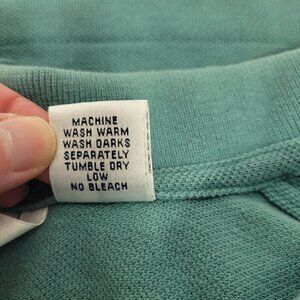 MACHINE
WASH WARM
WASH DARKS
SEPARATELY
TUMBLE DRY
LOW
NO BLEACH